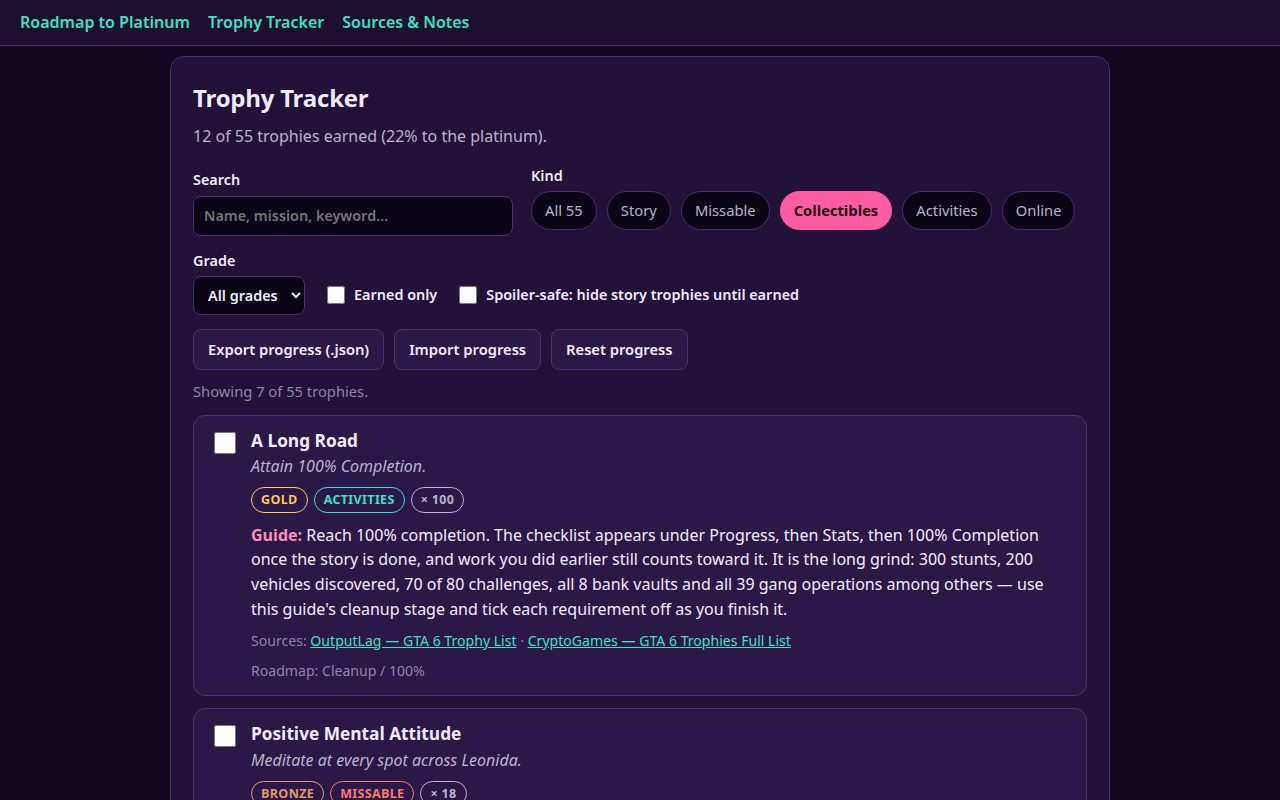 Roadmap to Platinum Trophy Tracker Sources & Notes
Trophy Tracker
12 of 55 trophies earned (22% to the platinum).
Search
Name, mission, keyword...
Kind
All 55 Story Missable Collectibles Activities Online
Grade
All grades Earned only Spoiler-safe: hide story trophies until earned
Export progress (.json) Import progress Reset progress
Showing 7 of 55 trophies.
A Long Road
Attain 100% Completion.
GOLD ACTIVITIES × 100
Guide: Reach 100% completion. The checklist appears under Progress, then Stats, then 100% Completion
once the story is done, and work you did earlier still counts toward it. It is the long grind: 300 stunts, 200
vehicles discovered, 70 of 80 challenges, all 8 bank vaults and all 39 gang operations among others — use
this guide's cleanup stage and tick each requirement off as you finish it.
Sources: OutputLag — GTA 6 Trophy List · CryptoGames — GTA 6 Trophies Full List
Roadmap: Cleanup / 100%
Positive Mental Attitude
Meditate at every spot across Leonida.
BRONZE MISSABLE × 18